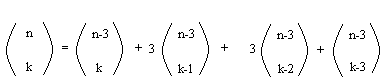 n n-3 n-3 n-3 n-3
= + 3 + 3 +
k k k-1 k-2 k-3